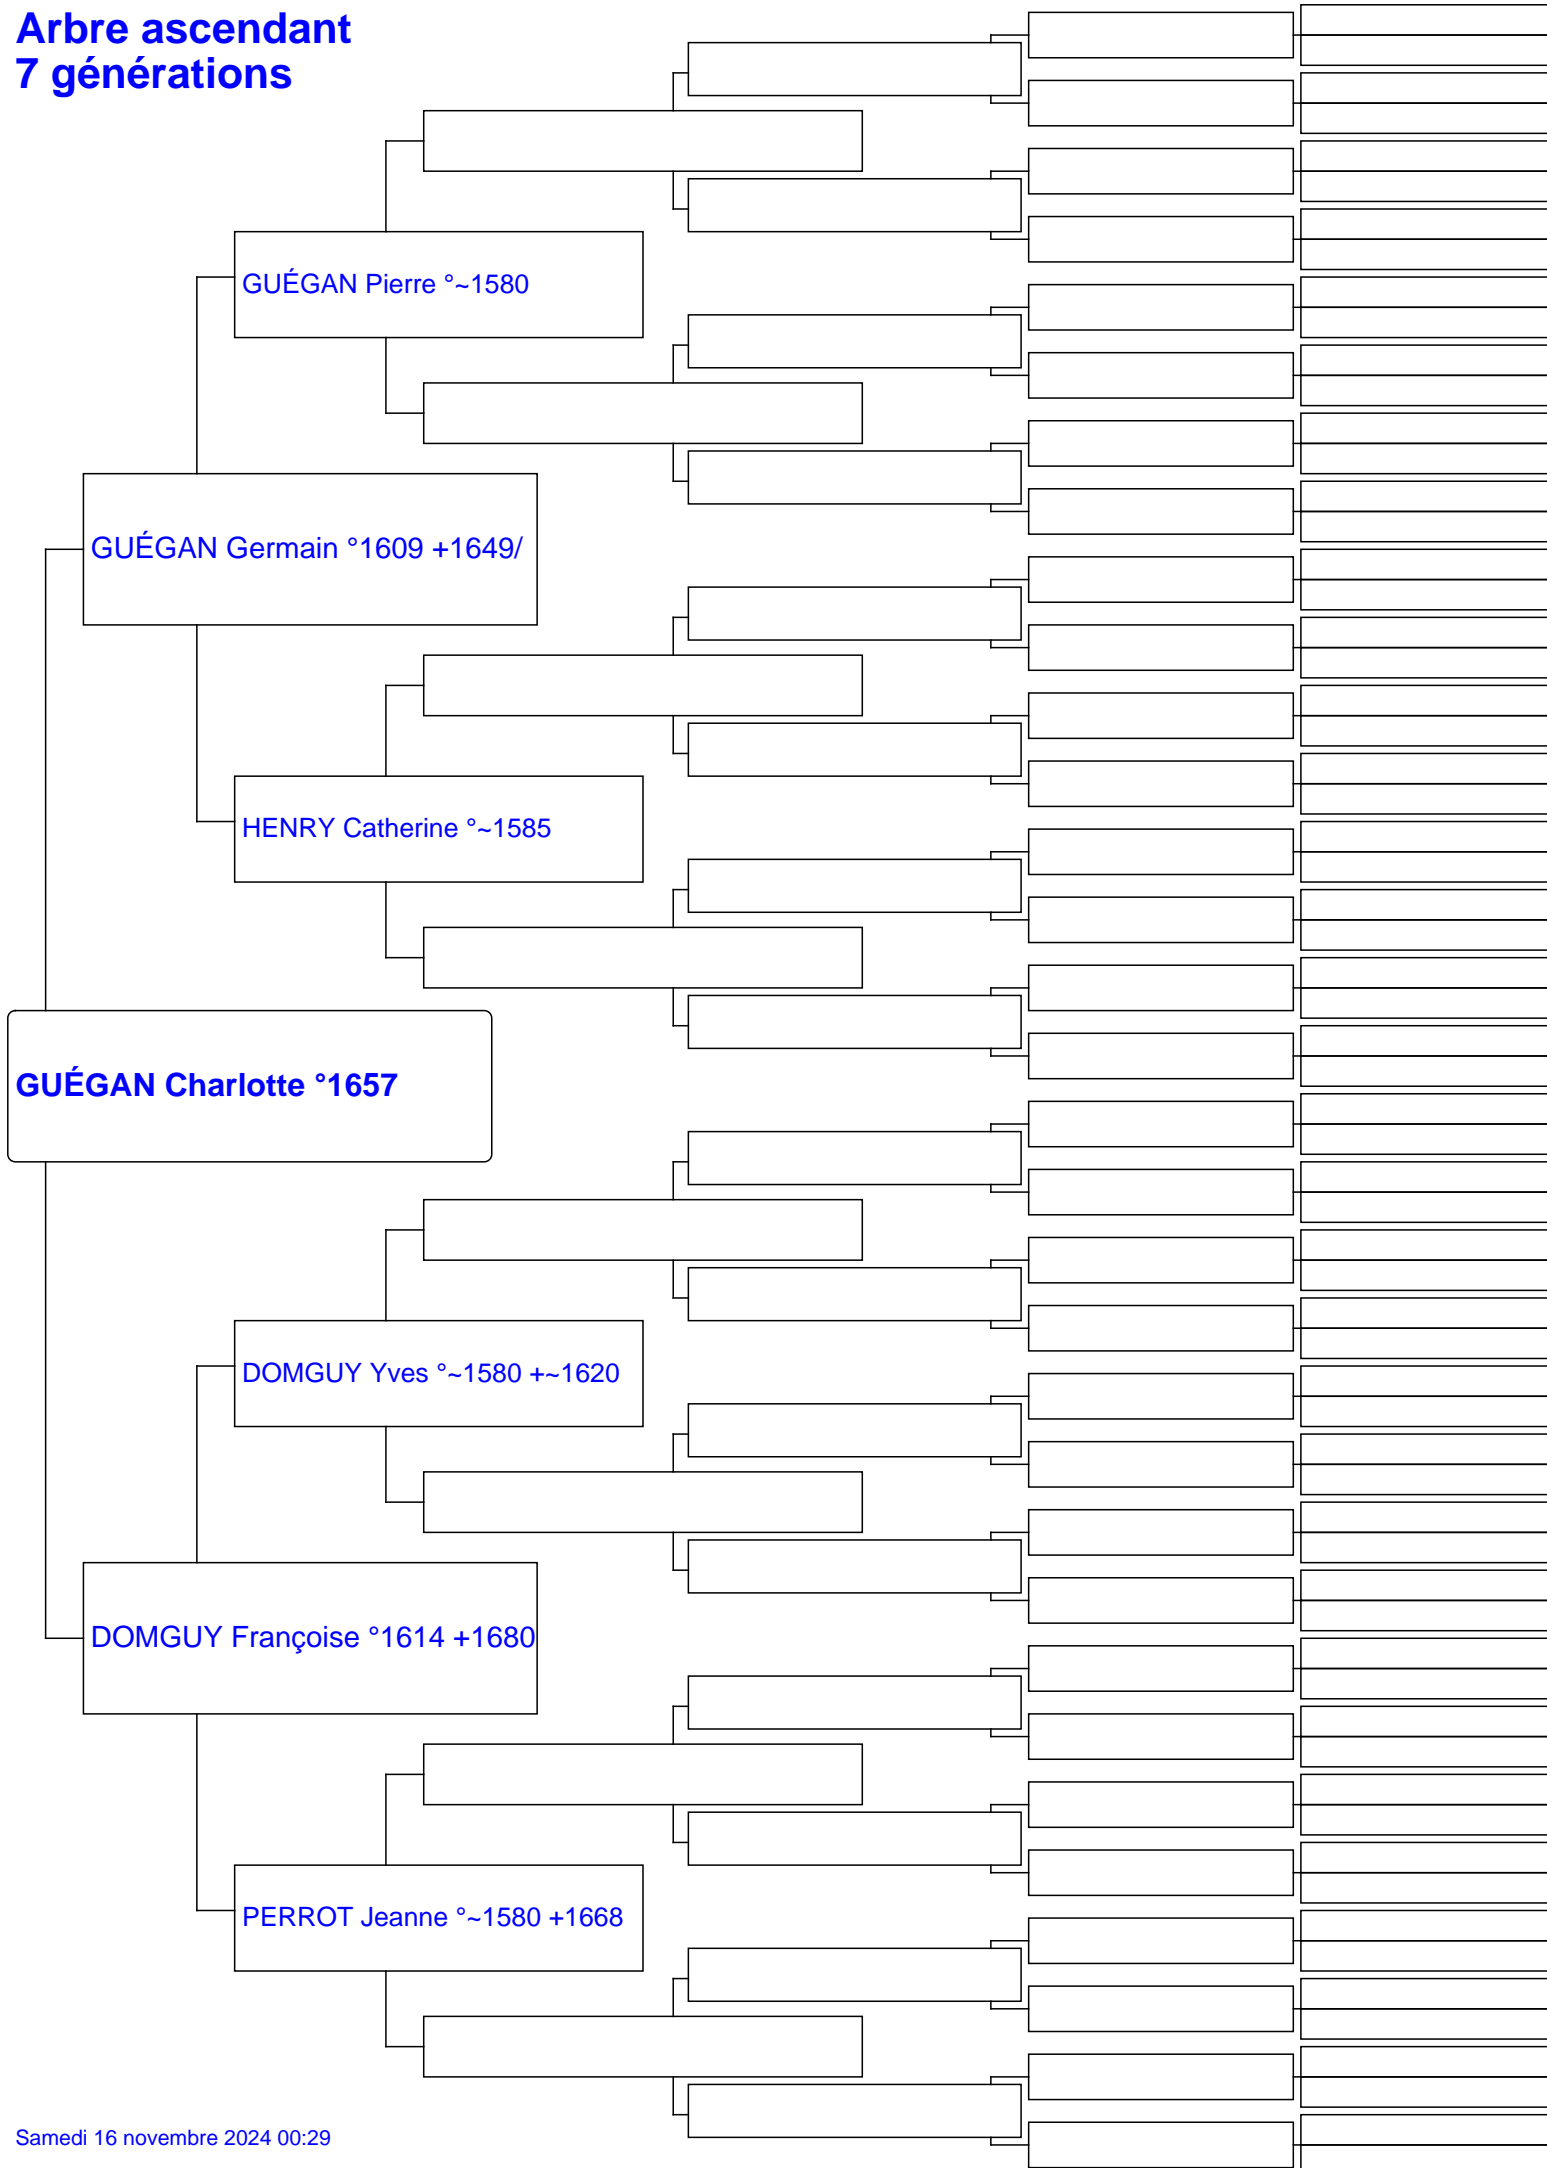 Arbre ascendant
7 générations
GUÉGAN Pierre °~1580
GUÉGAN Germain °1609 +1649/
HENRY Catherine °~1585
GUÉGAN Charlotte °1657
DOMGUY Yves °~1580 +~1620
DOMGUY Françoise °1614 +1680
PERROT Jeanne °~1580 +1668
Samedi 16 novembre 2024 00:29